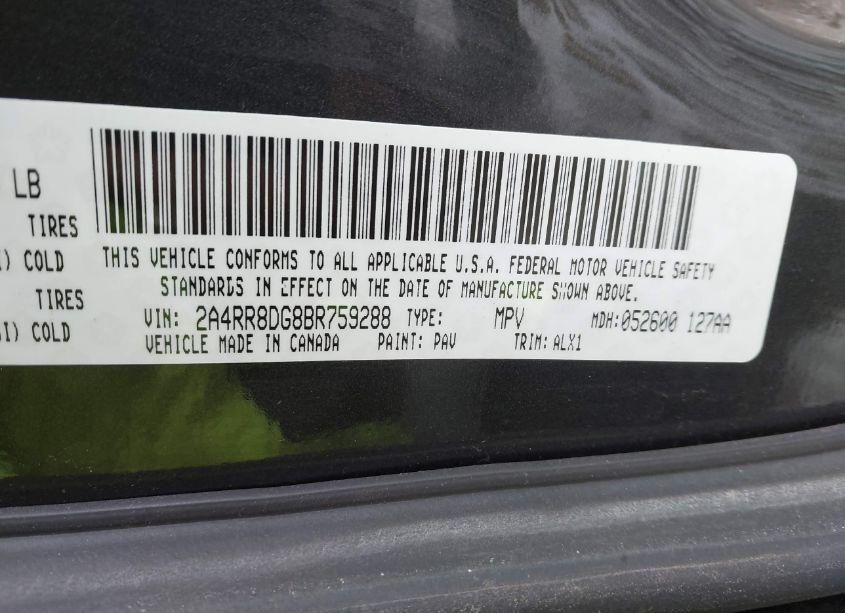 LB
TIRES
I) COLD
THIS VEHICLE CONFORMS TO ALL APPLICABLE U.S.A. FEDERAL MOTOR VEHICLE SAFETY
TIRES
STANDARDS IN EFFECT ON THE DATE OF MANUFACTURE SHOWN ABOVE.
SI) COLD
VIN: 2A4RR8DG8BR759288 TYPE: MPV MDH:052600 127AA
VEHICLE MADE IN CANADA PAINT: PAV TRIM: ALX1